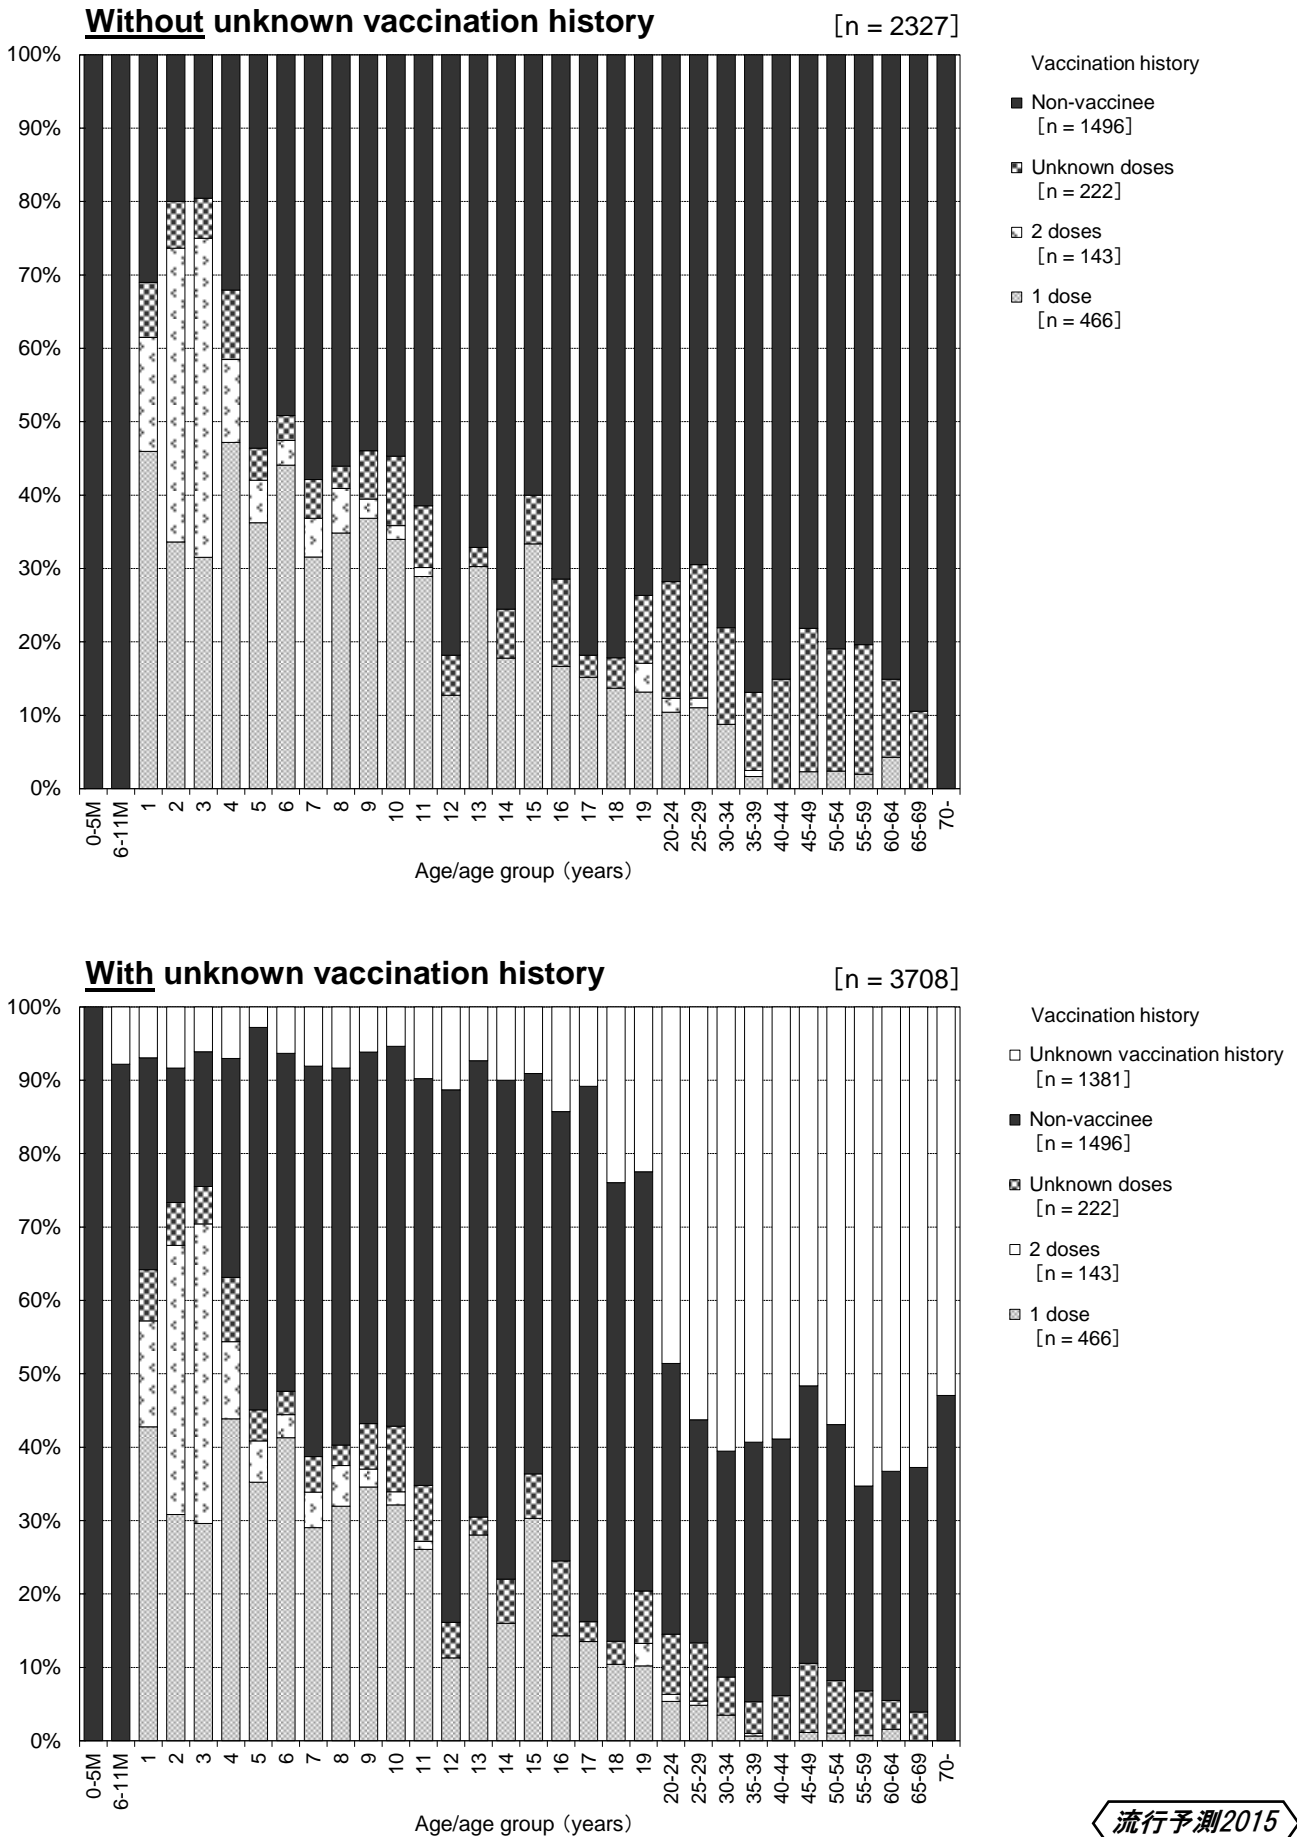 Without unknown vaccination history
[n = 2327]
100%
90%
80%
70%
60%
50%
40%
30%
20%
10%
0%
0-5M
6-11M
1
2
3
4
5
6
7
8
9
10
11
12
13
14
15
16
17
18
19
20-24
25-29
30-34
35-39
40-44
45-49
50-54
55-59
60-64
65-69
70-
Age/age group (years)
Vaccination history
Non-vaccinee
[n = 1496]
Unknown doses
[n = 222]
2 doses
[n = 143]
1 dose
[n = 466]
With unknown vaccination history
[n = 3708]
100%
90%
80%
70%
60%
50%
40%
30%
20%
10%
0%
0-5M
6-11M
1
2
3
4
5
6
7
8
9
10
11
12
13
14
15
16
17
18
19
20-24
25-29
30-34
35-39
40-44
45-49
50-54
55-59
60-64
65-69
70-
Age/age group (years)
Vaccination history
Unknown vaccination history
[n = 1381]
Non-vaccinee
[n = 1496]
Unknown doses
[n = 222]
2 doses
[n = 143]
1 dose
[n = 466]
流行予測2015